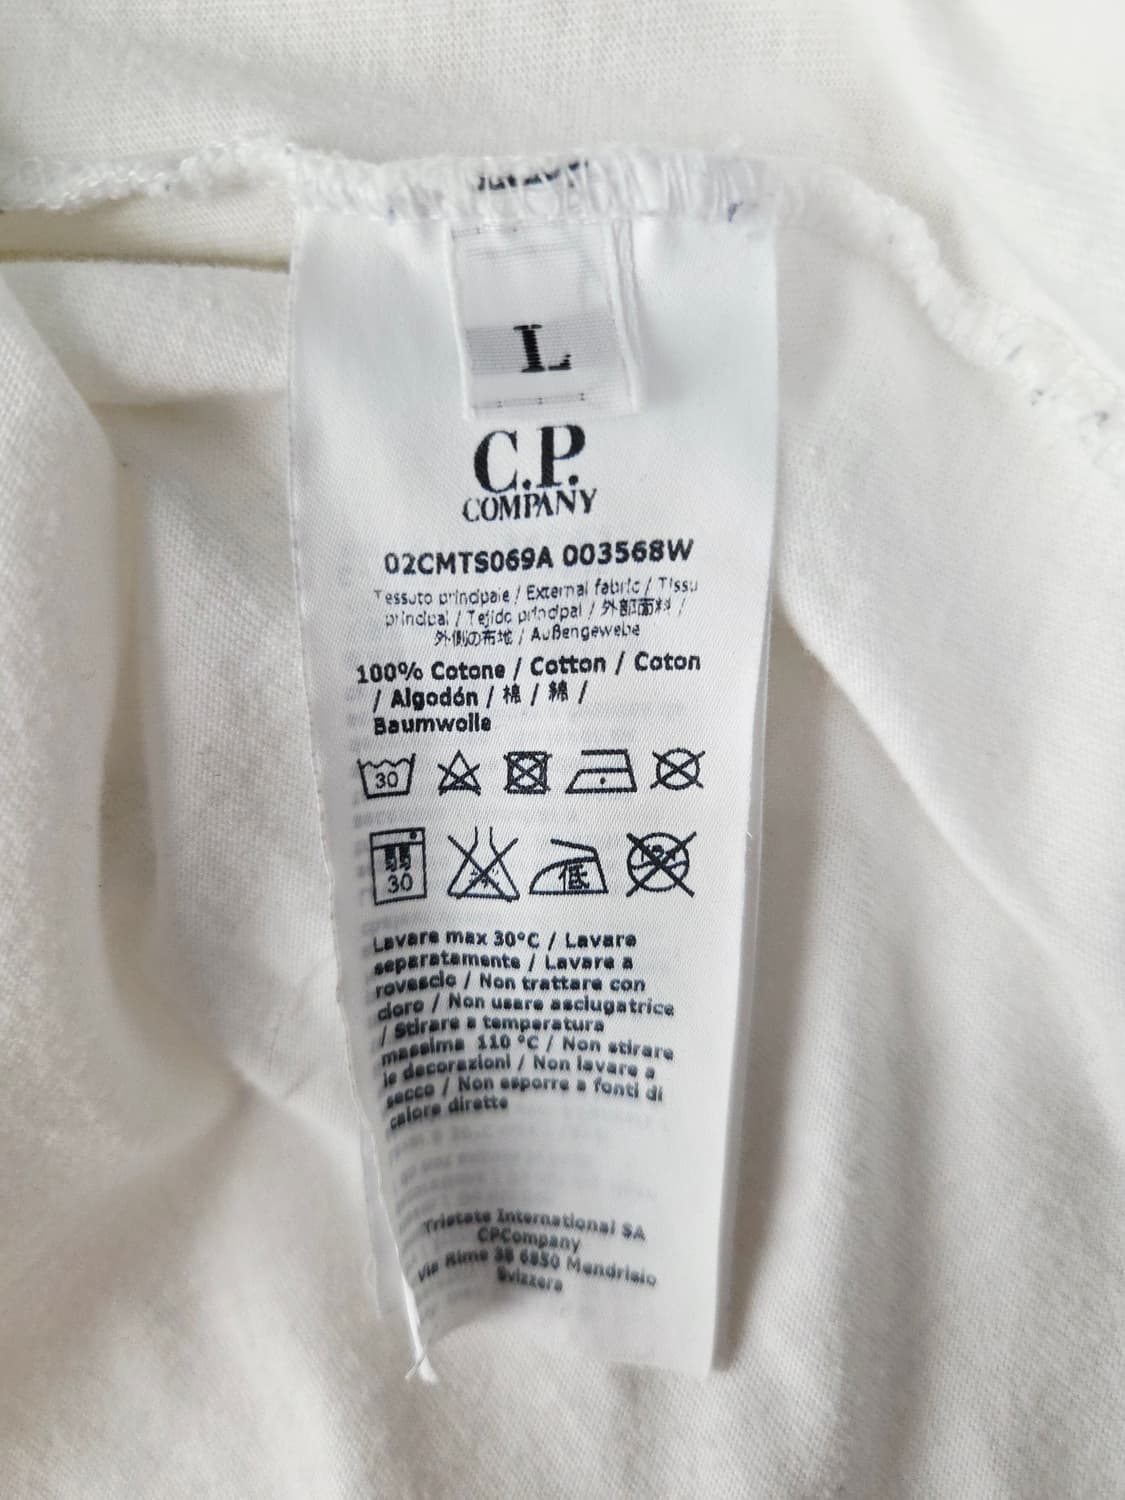 L
C.P.
COMPANY
02CMTS069A 003568W
Tessuto principale / External fabric / Tissu
principal / Tejido principal / 外部面料 /
外側の布地 / Außengewebe
100% Cotone / Cotton / Coton
/ Algodón / 棉 / 綿 /
Baumwolle
30
30 低
Lavare max 30°C / Lavare
separatamente / Lavare a
rovescio / Non trattare con
cloro / Non usare asciugatrice
/ Stirare a temperatura
massima 110 °C / Non stirare
le decorazioni / Non lavare a
secco / Non esporre a fonti di
calore dirette
Tristate International SA
CPCompany
Via Rime 38 6850 Mendrisio
Svizzera